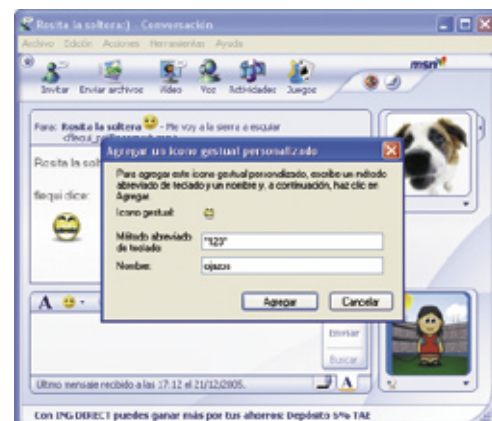 Rosita la soltera:) - Conversación
Archivo Edición Acciones Herramientas Ayuda
msn
Invitar Enviar archivos Vídeo Voz Actividades Juegos
Para: Rosita la soltera - Me voy a la sierra a esquiar
Agregar un icono gestual personalizado
Rosita la solt
Para agregar este icono gestual personalizado, escribe un método
abreviado de teclado y un nombre y, a continuación, haz clic en
Agregar.
flequi dice:
Icono gestual:
Método abreviado
de teclado:
Nombre:
ojazos
Agregar Cancelar
A
Enviar
Buscar
Último mensaje recibido a las 17:12 el 21/12/2005.
A
Con ING DIRECT puedes ganar más por tus ahorros: Depósito 5% TAE